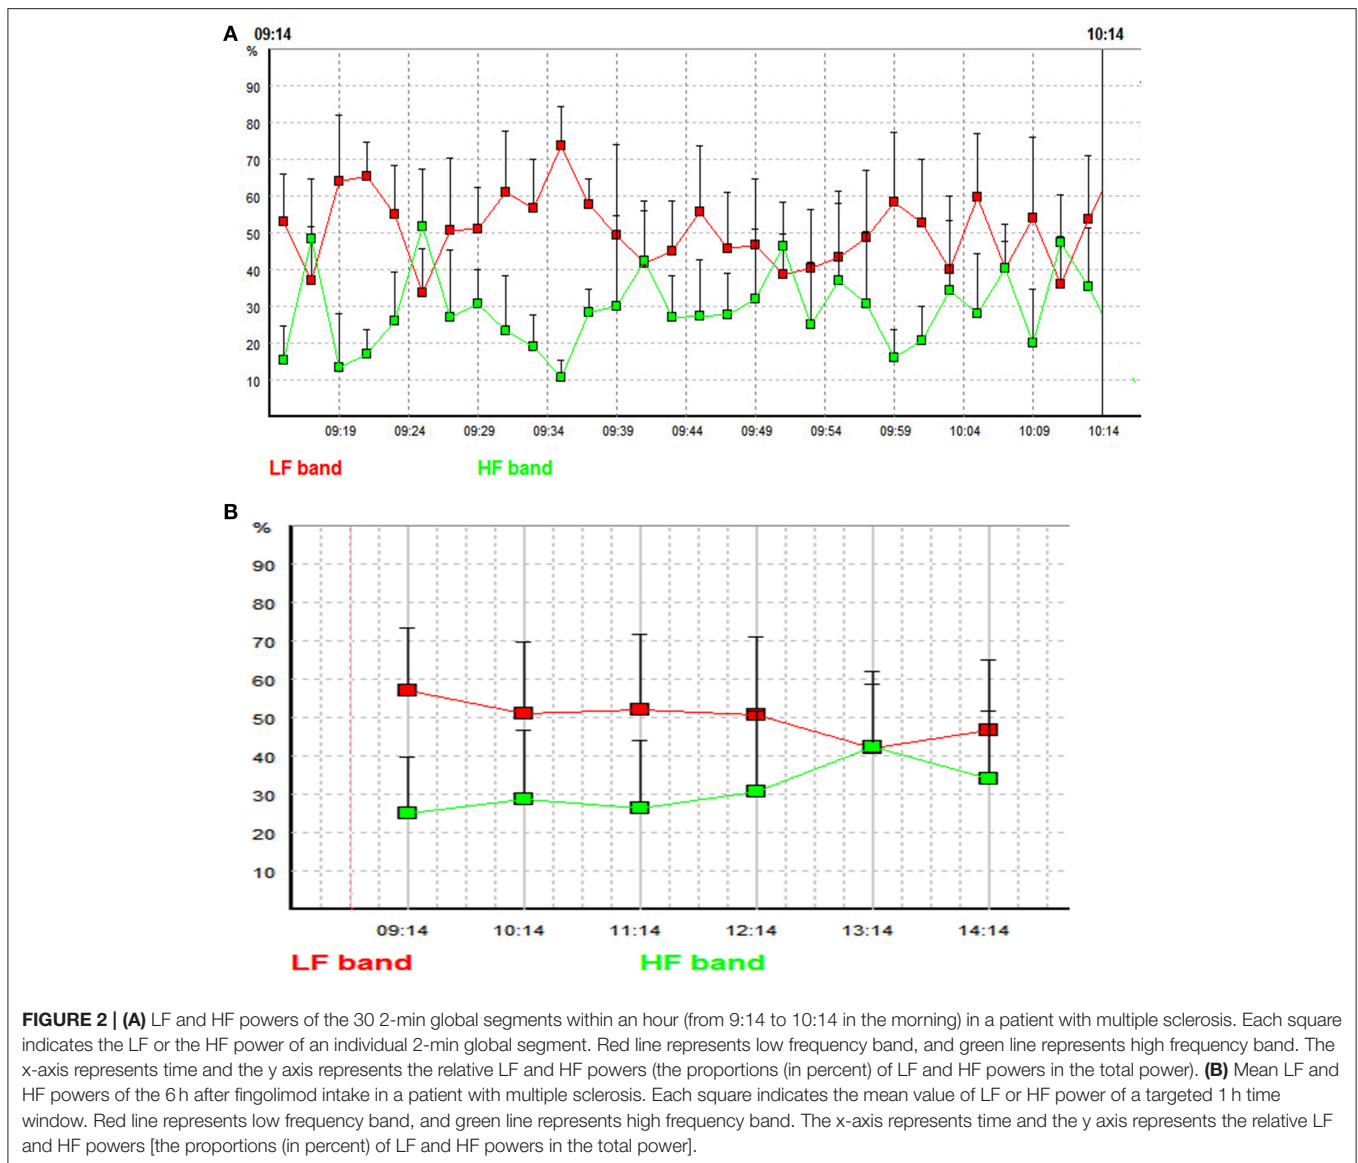 A 09:14 10:14
%
90
80
70
60
50
40
30
20
10
09:19 09:24 09:29 09:34 09:39 09:44 09:49 09:54 09:59 10:04 10:09 10:14
LF band HF band
B
%
90
80
70
60
50
40
30
20
10
09:14 10:14 11:14 12:14 13:14 14:14
LF band HF band
FIGURE 2 | (A) LF and HF powers of the 30 2-min global segments within an hour (from 9:14 to 10:14 in the morning) in a patient with multiple sclerosis. Each square
indicates the LF or the HF power of an individual 2-min global segment. Red line represents low frequency band, and green line represents high frequency band. The
x-axis represents time and the y axis represents the relative LF and HF powers (the proportions (in percent) of LF and HF powers in the total power). (B) Mean LF and
HF powers of the 6 h after fingolimod intake in a patient with multiple sclerosis. Each square indicates the mean value of LF or HF power of a targeted 1 h time
window. Red line represents low frequency band, and green line represents high frequency band. The x-axis represents time and the y axis represents the relative LF
and HF powers [the proportions (in percent) of LF and HF powers in the total power].